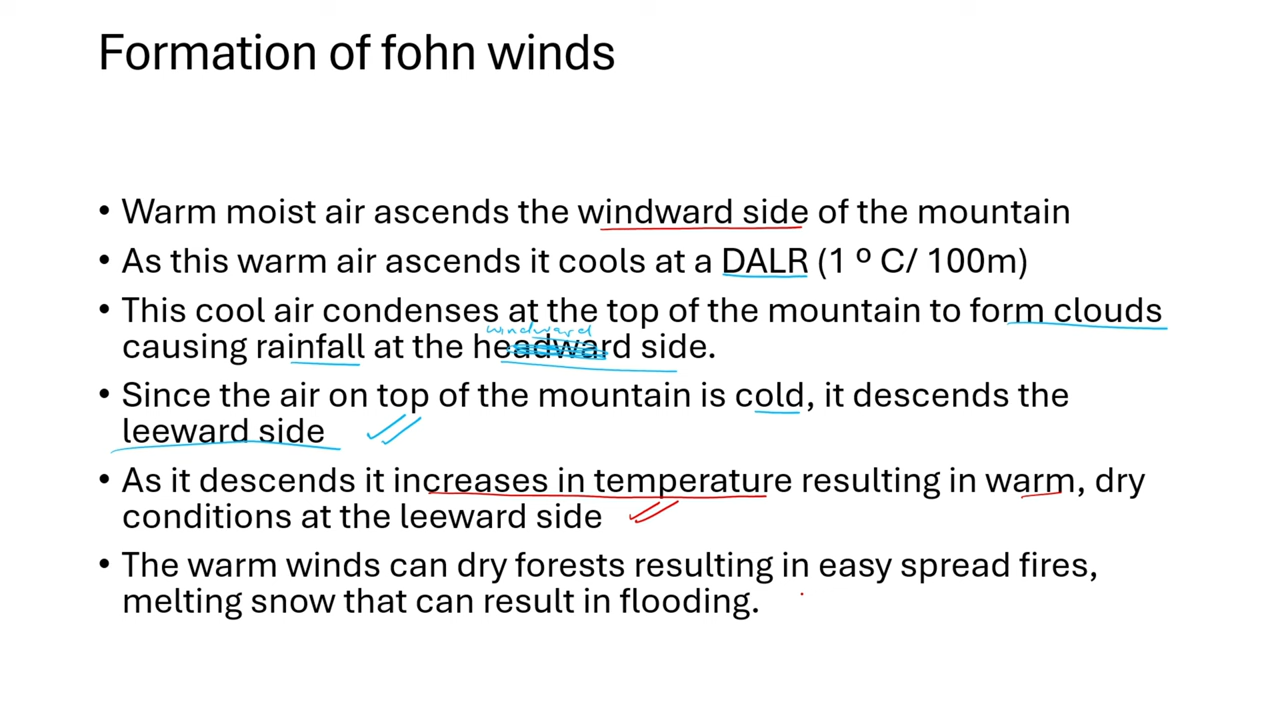 Formation of fohn winds
• Warm moist air ascends the windward side of the mountain
• As this warm air ascends it cools at a DALR (1 º C/ 100m)
• This cool air condenses at the top of the mountain to form clouds
windward
causing rainfall at the headward side.
• Since the air on top of the mountain is cold, it descends the
leeward side
• As it descends it increases in temperature resulting in warm, dry
conditions at the leeward side
• The warm winds can dry forests resulting in easy spread fires,
melting snow that can result in flooding.